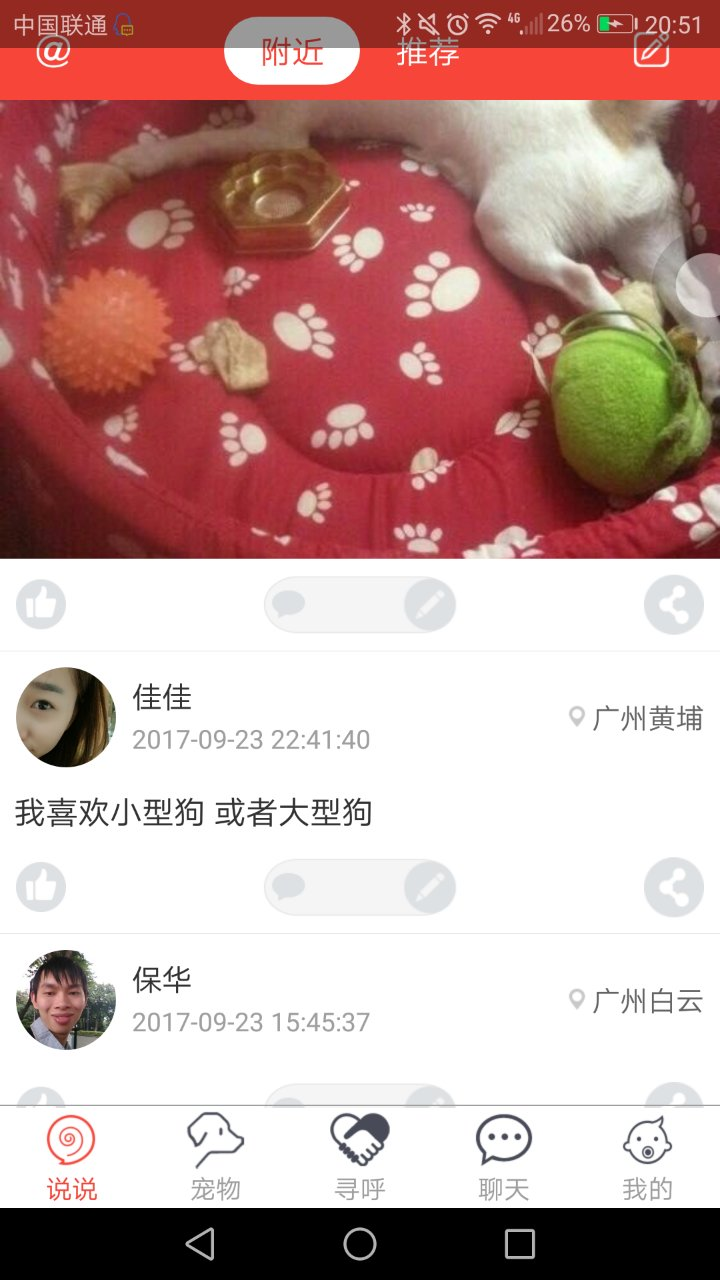 中国联通
4G 26% 20:51
@ 附近 推荐
佳佳
2017-09-23 22:41:40
广州黄埔
我喜欢小型狗 或者大型狗
保华
2017-09-23 15:45:37
广州白云
说说 宠物 寻呼 聊天 我的